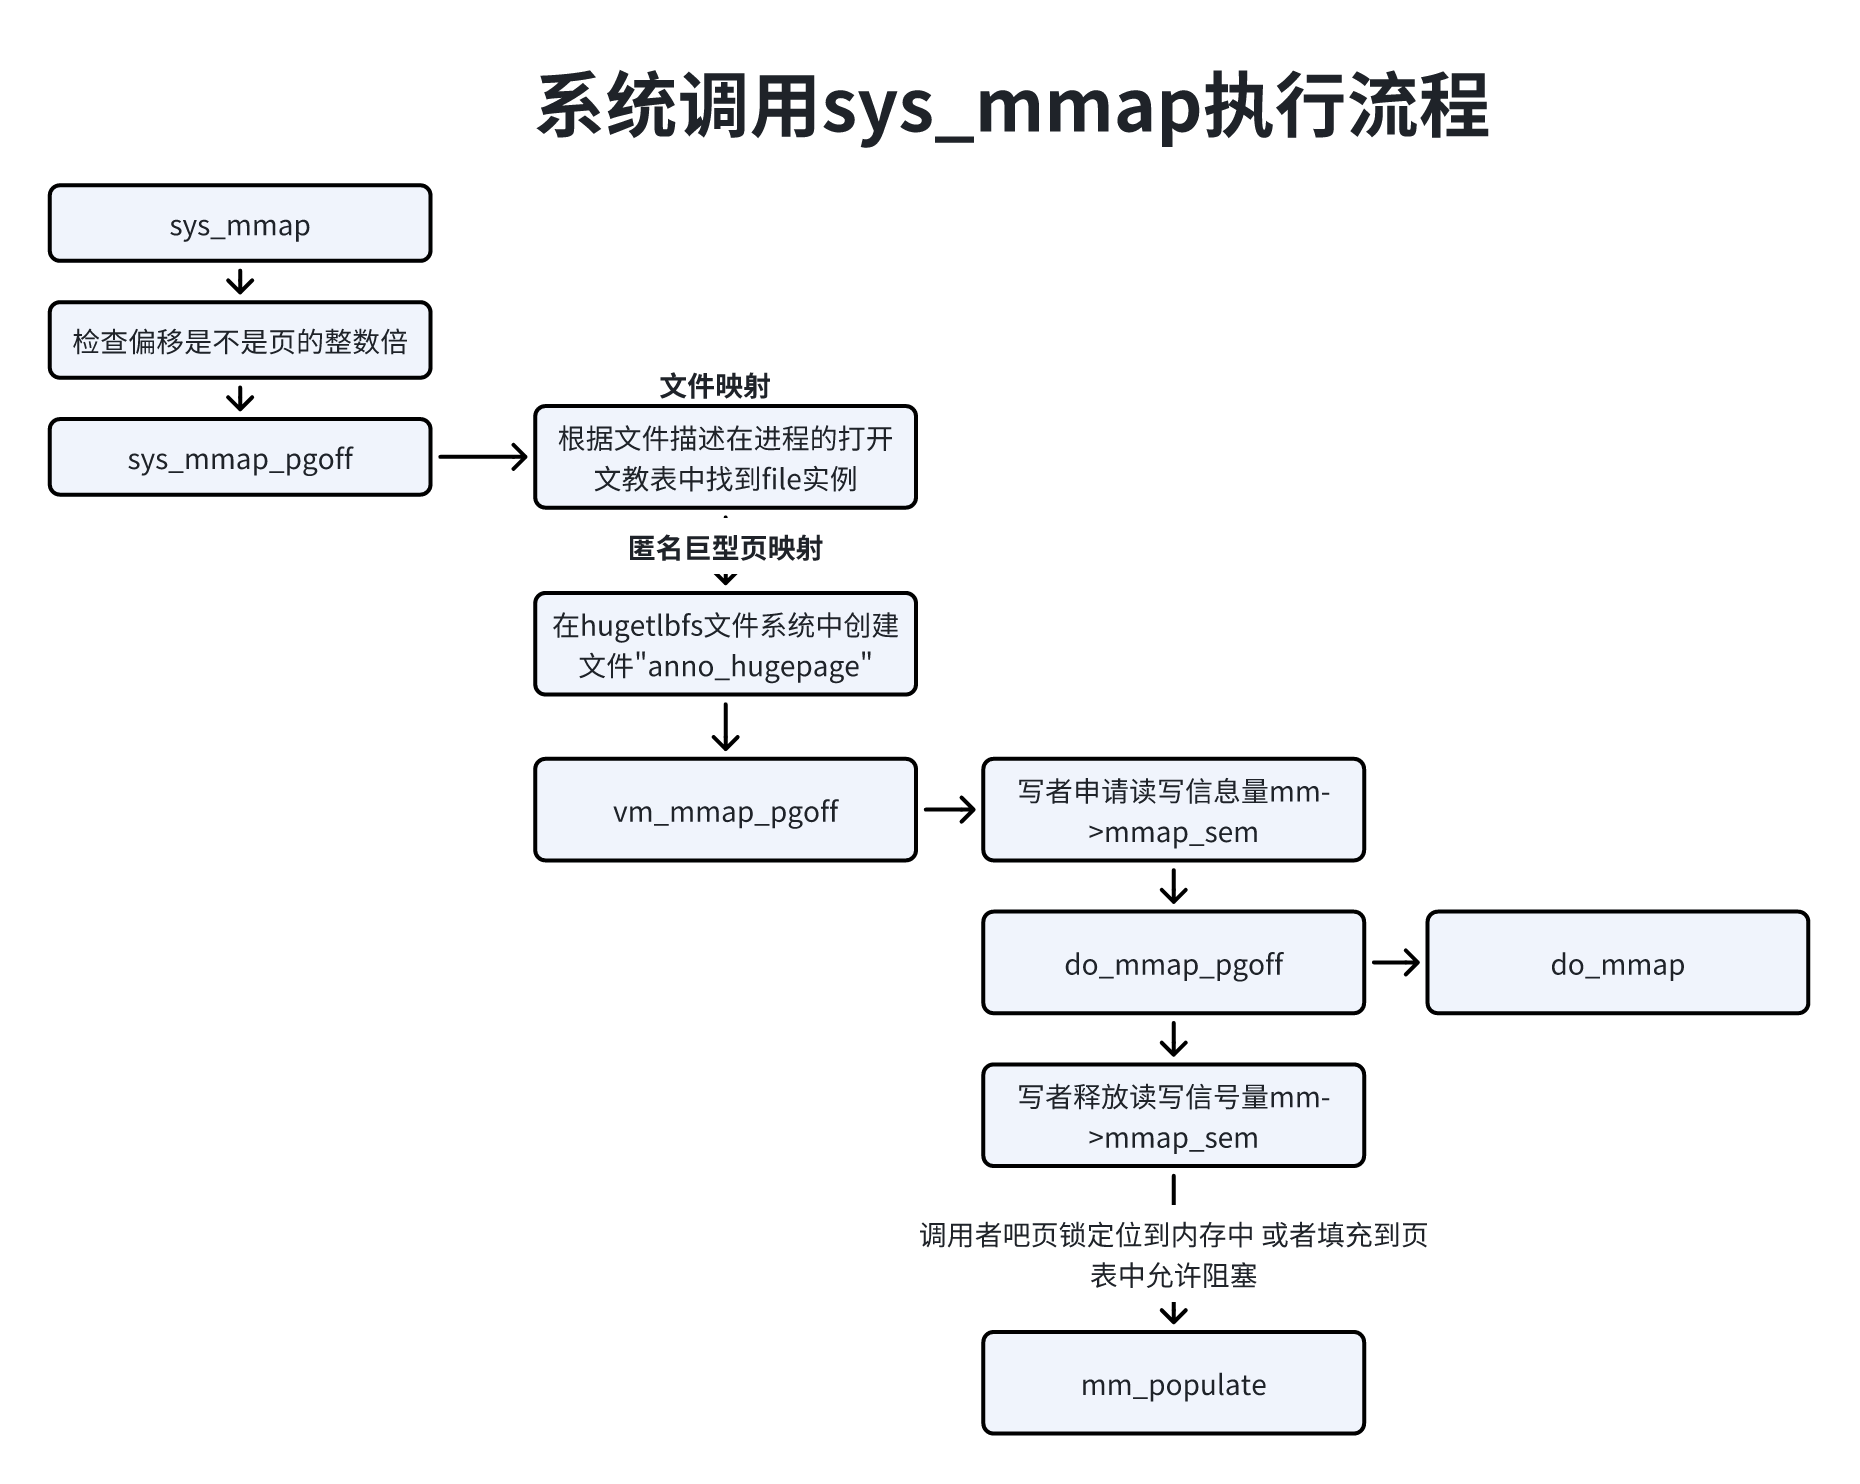 系统调用sys_mmap执行流程
sys_mmap
检查偏移是不是页的整数倍
sys_mmap_pgoff
文件映射
根据文件描述在进程的打开
文教表中找到file实例
匿名巨型页映射
在hugetlbfs文件系统中创建
文件"anno_hugepage"
vm_mmap_pgoff
写者申请读写信息量mm-
>mmap_sem
do_mmap_pgoff
do_mmap
写者释放读写信号量mm-
>mmap_sem
调用者吧页锁定位到内存中 或者填充到页
表中允许阻塞
mm_populate